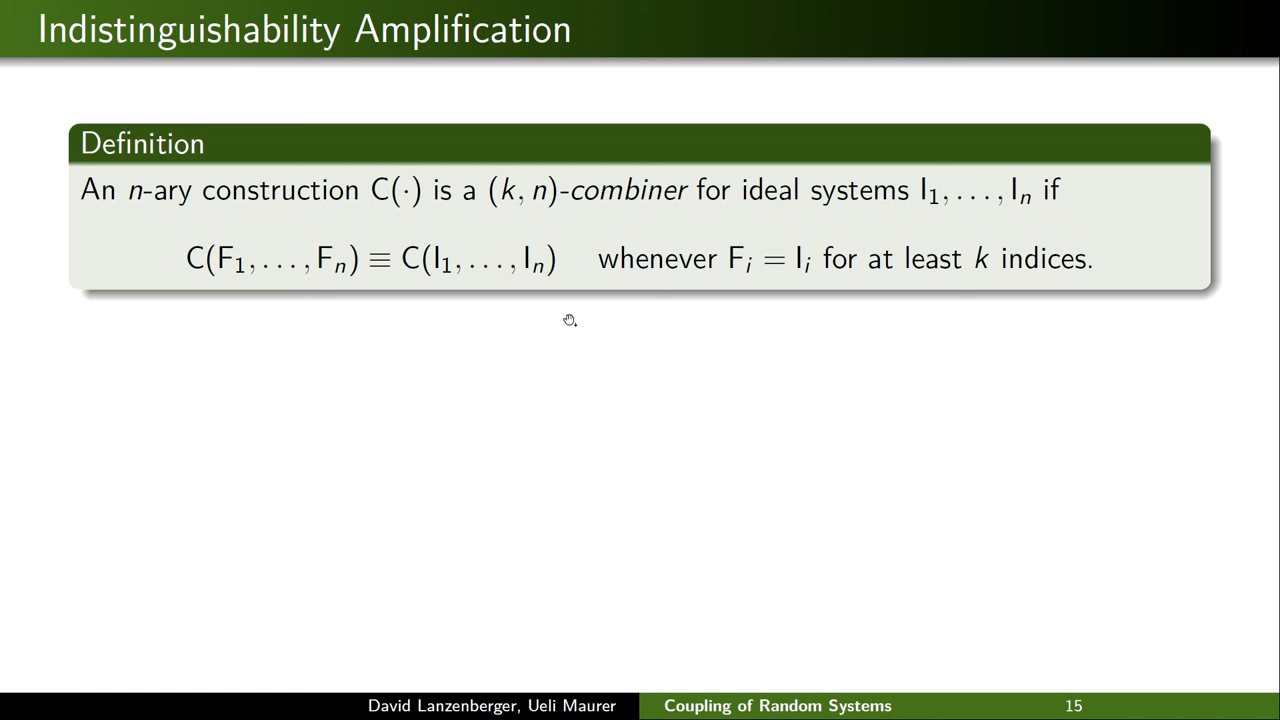 Indistinguishability Amplification
Definition
An n-ary construction C(·) is a (k, n)-combiner for ideal systems I₁, . . . , Iₙ if
C(F₁, . . . , Fₙ) ≡ C(I₁, . . . , Iₙ) whenever Fᵢ = Iᵢ for at least k indices.
David Lanzenberger, Ueli Maurer Coupling of Random Systems 15